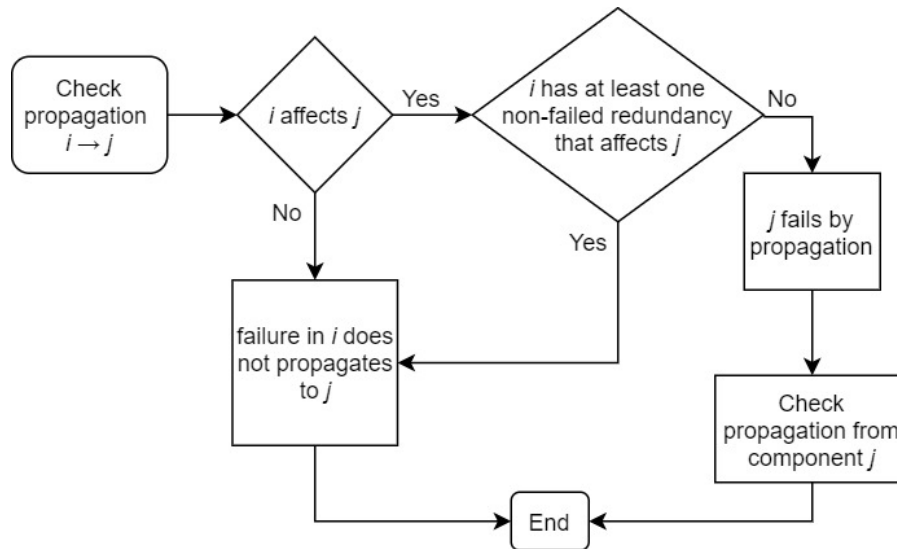 Check
propagation
i → j
i affects j
Yes
i has at least one
non-failed redundancy
that affects j
No
No
Yes
j fails by
propagation
failure in i does
not propagates
to j
Check
propagation from
component j
End